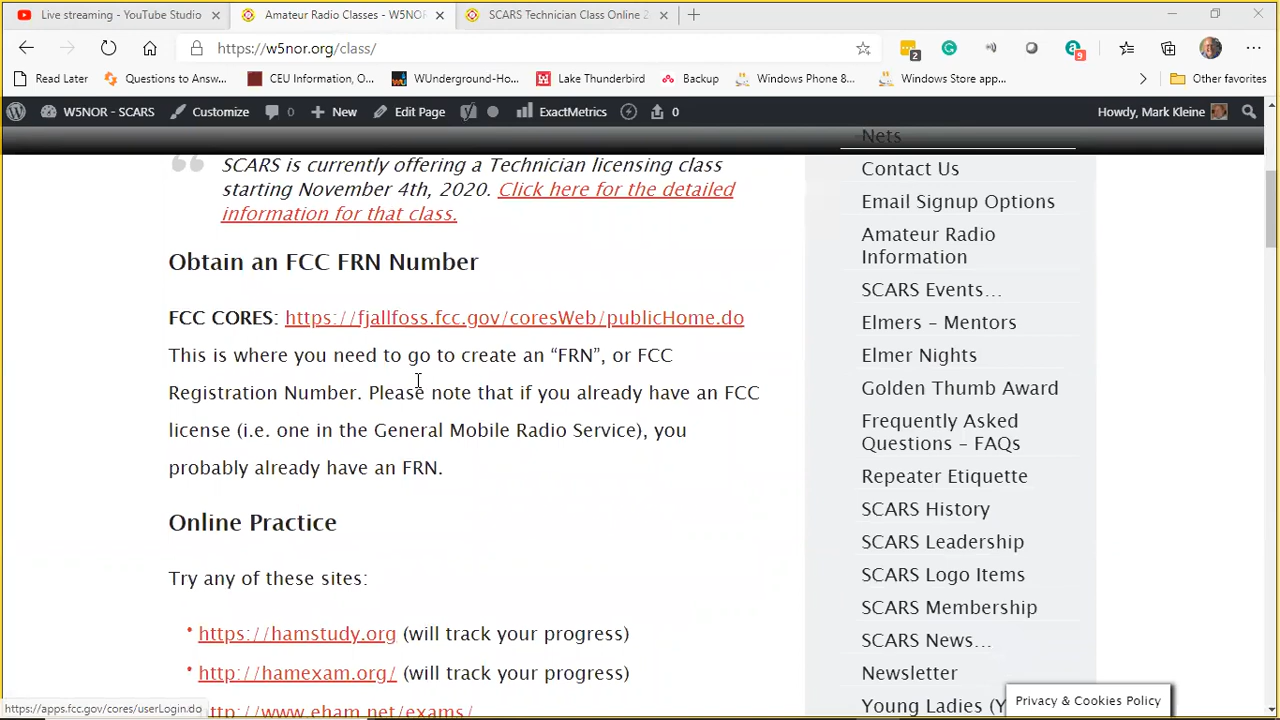 Live streaming - YouTube Studio
Amateur Radio Classes - W5NOR
SCARS Technician Class Online 2
https://w5nor.org/class/
2
9
Read Later
Questions to Answ...
CEU Information, O...
WUnderground-Ho...
Lake Thunderbird
Backup
Windows Phone 8...
Windows Store app...
Other favorites
W5NOR - SCARS
Customize
0
New
Edit Page
ExactMetrics
0
Howdy, Mark Kleine
SCARS is currently offering a Technician licensing class
starting November 4th, 2020. Click here for the detailed
information for that class.
Obtain an FCC FRN Number
FCC CORES: https://fjallfoss.fcc.gov/coresWeb/publicHome.do
This is where you need to go to create an “FRN”, or FCC
Registration Number. Please note that if you already have an FCC
license (i.e. one in the General Mobile Radio Service), you
probably already have an FRN.
Online Practice
Try any of these sites:
• https://hamstudy.org (will track your progress)
• http://hamexam.org/ (will track your progress)
http://www.eham.net/exams/
Nets
Contact Us
Email Signup Options
Amateur Radio
Information
SCARS Events...
Elmers – Mentors
Elmer Nights
Golden Thumb Award
Frequently Asked
Questions – FAQs
Repeater Etiquette
SCARS History
SCARS Leadership
SCARS Logo Items
SCARS Membership
SCARS News...
Newsletter
Young Ladies (Y
Privacy & Cookies Policy
https://apps.fcc.gov/cores/userLogin.do